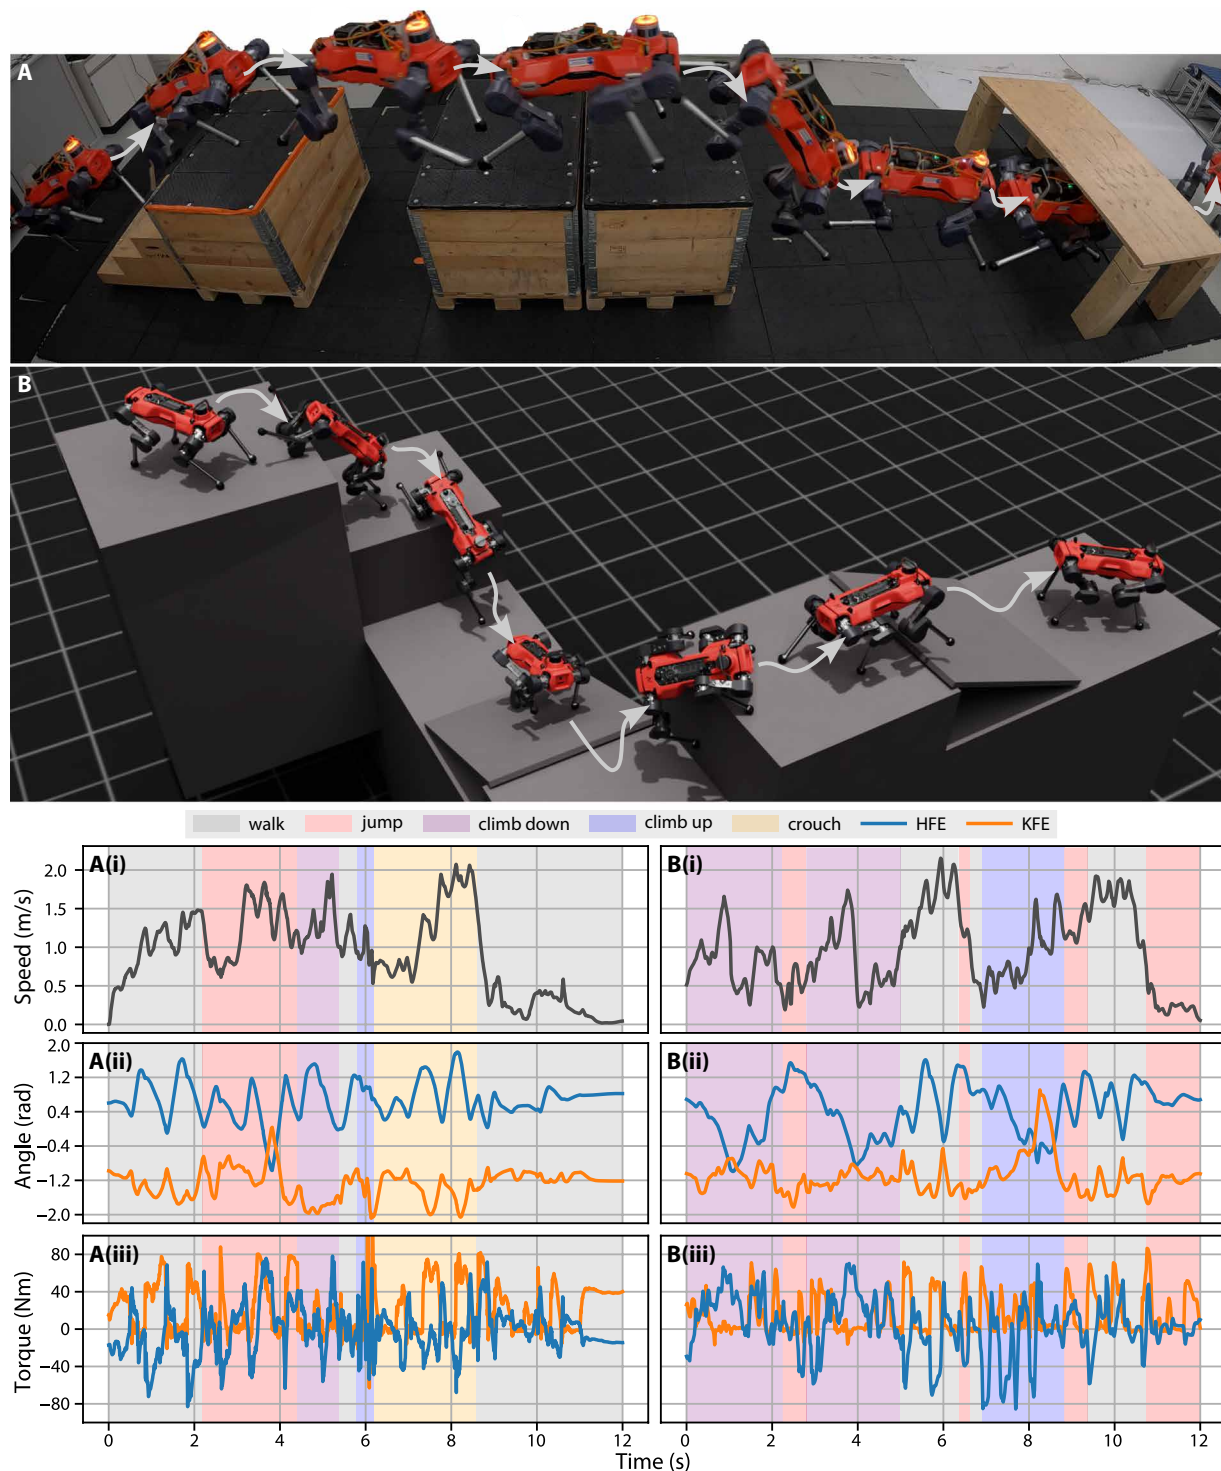 A
B
walk jump climb down climb up crouch HFE KFE
A(i) B(i)
Speed (m/s)
2.0
1.5
1.0
0.5
0.0
A(ii) B(ii)
Angle (rad)
2.0
1.2
0.4
−0.4
−1.2
−2.0
A(iii) B(iii)
Torque (Nm)
80
40
0
−40
−80
0 2 4 6 8 10 12 0 2 4 6 8 10 12
Time (s)